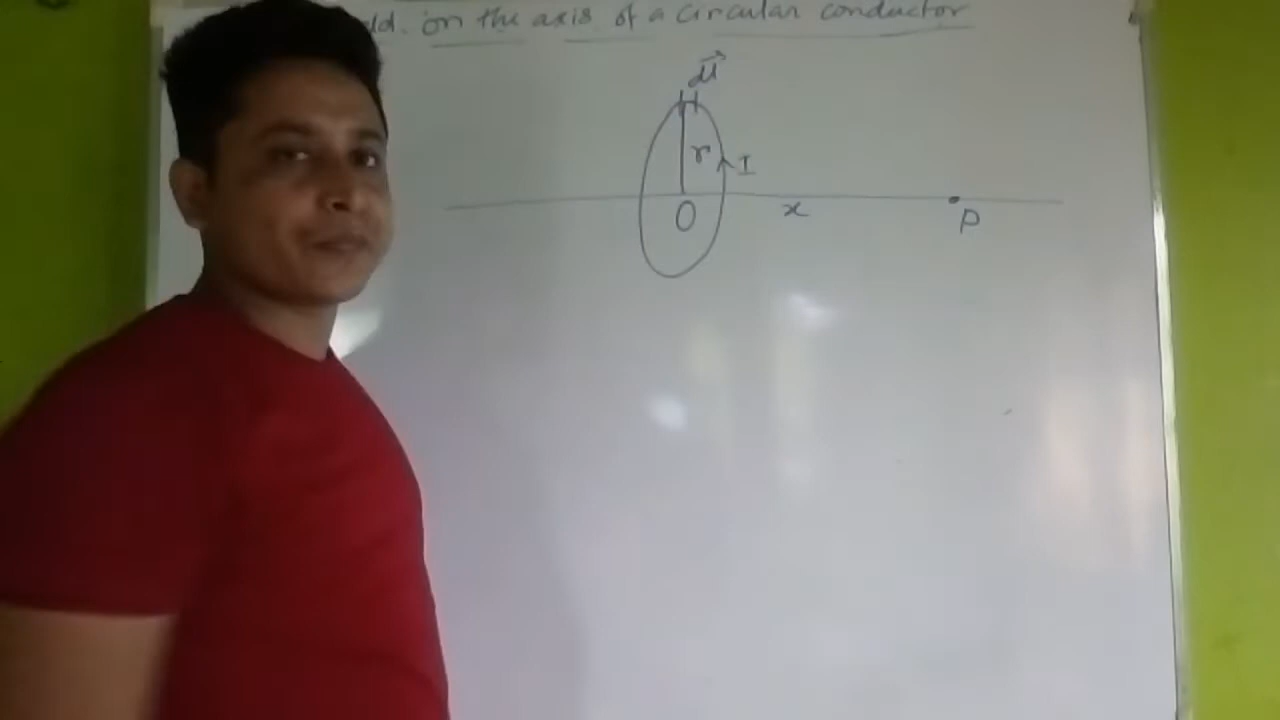 ld. on the axis of a circular conductor
dl
r
I
O
x
P